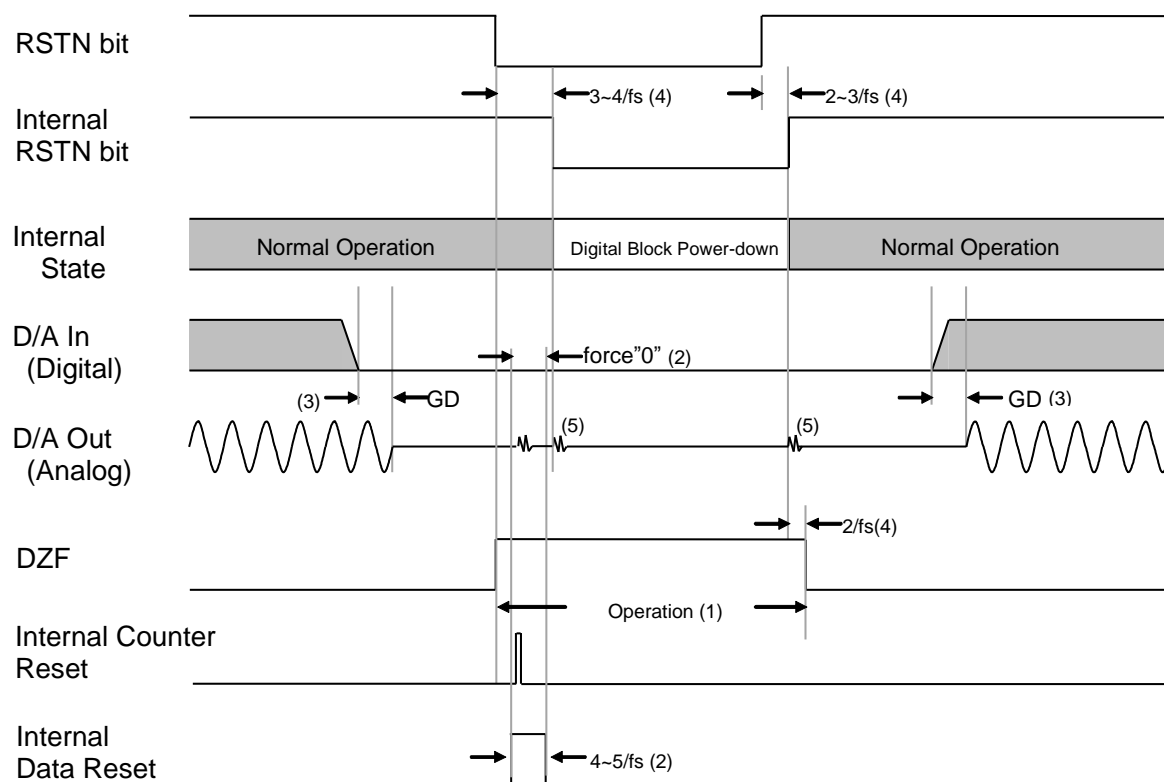 RSTN bit
3~4/fs (4)
2~3/fs (4)
Internal
RSTN bit
Internal
State
Normal Operation
Digital Block Power-down
Normal Operation
D/A In
(Digital)
force”0” (2)
(3)
GD
GD (3)
D/A Out
(Analog)
(5)
(5)
2/fs(4)
DZF
Operation (1)
Internal Counter
Reset
Internal
Data Reset
4~5/fs (2)